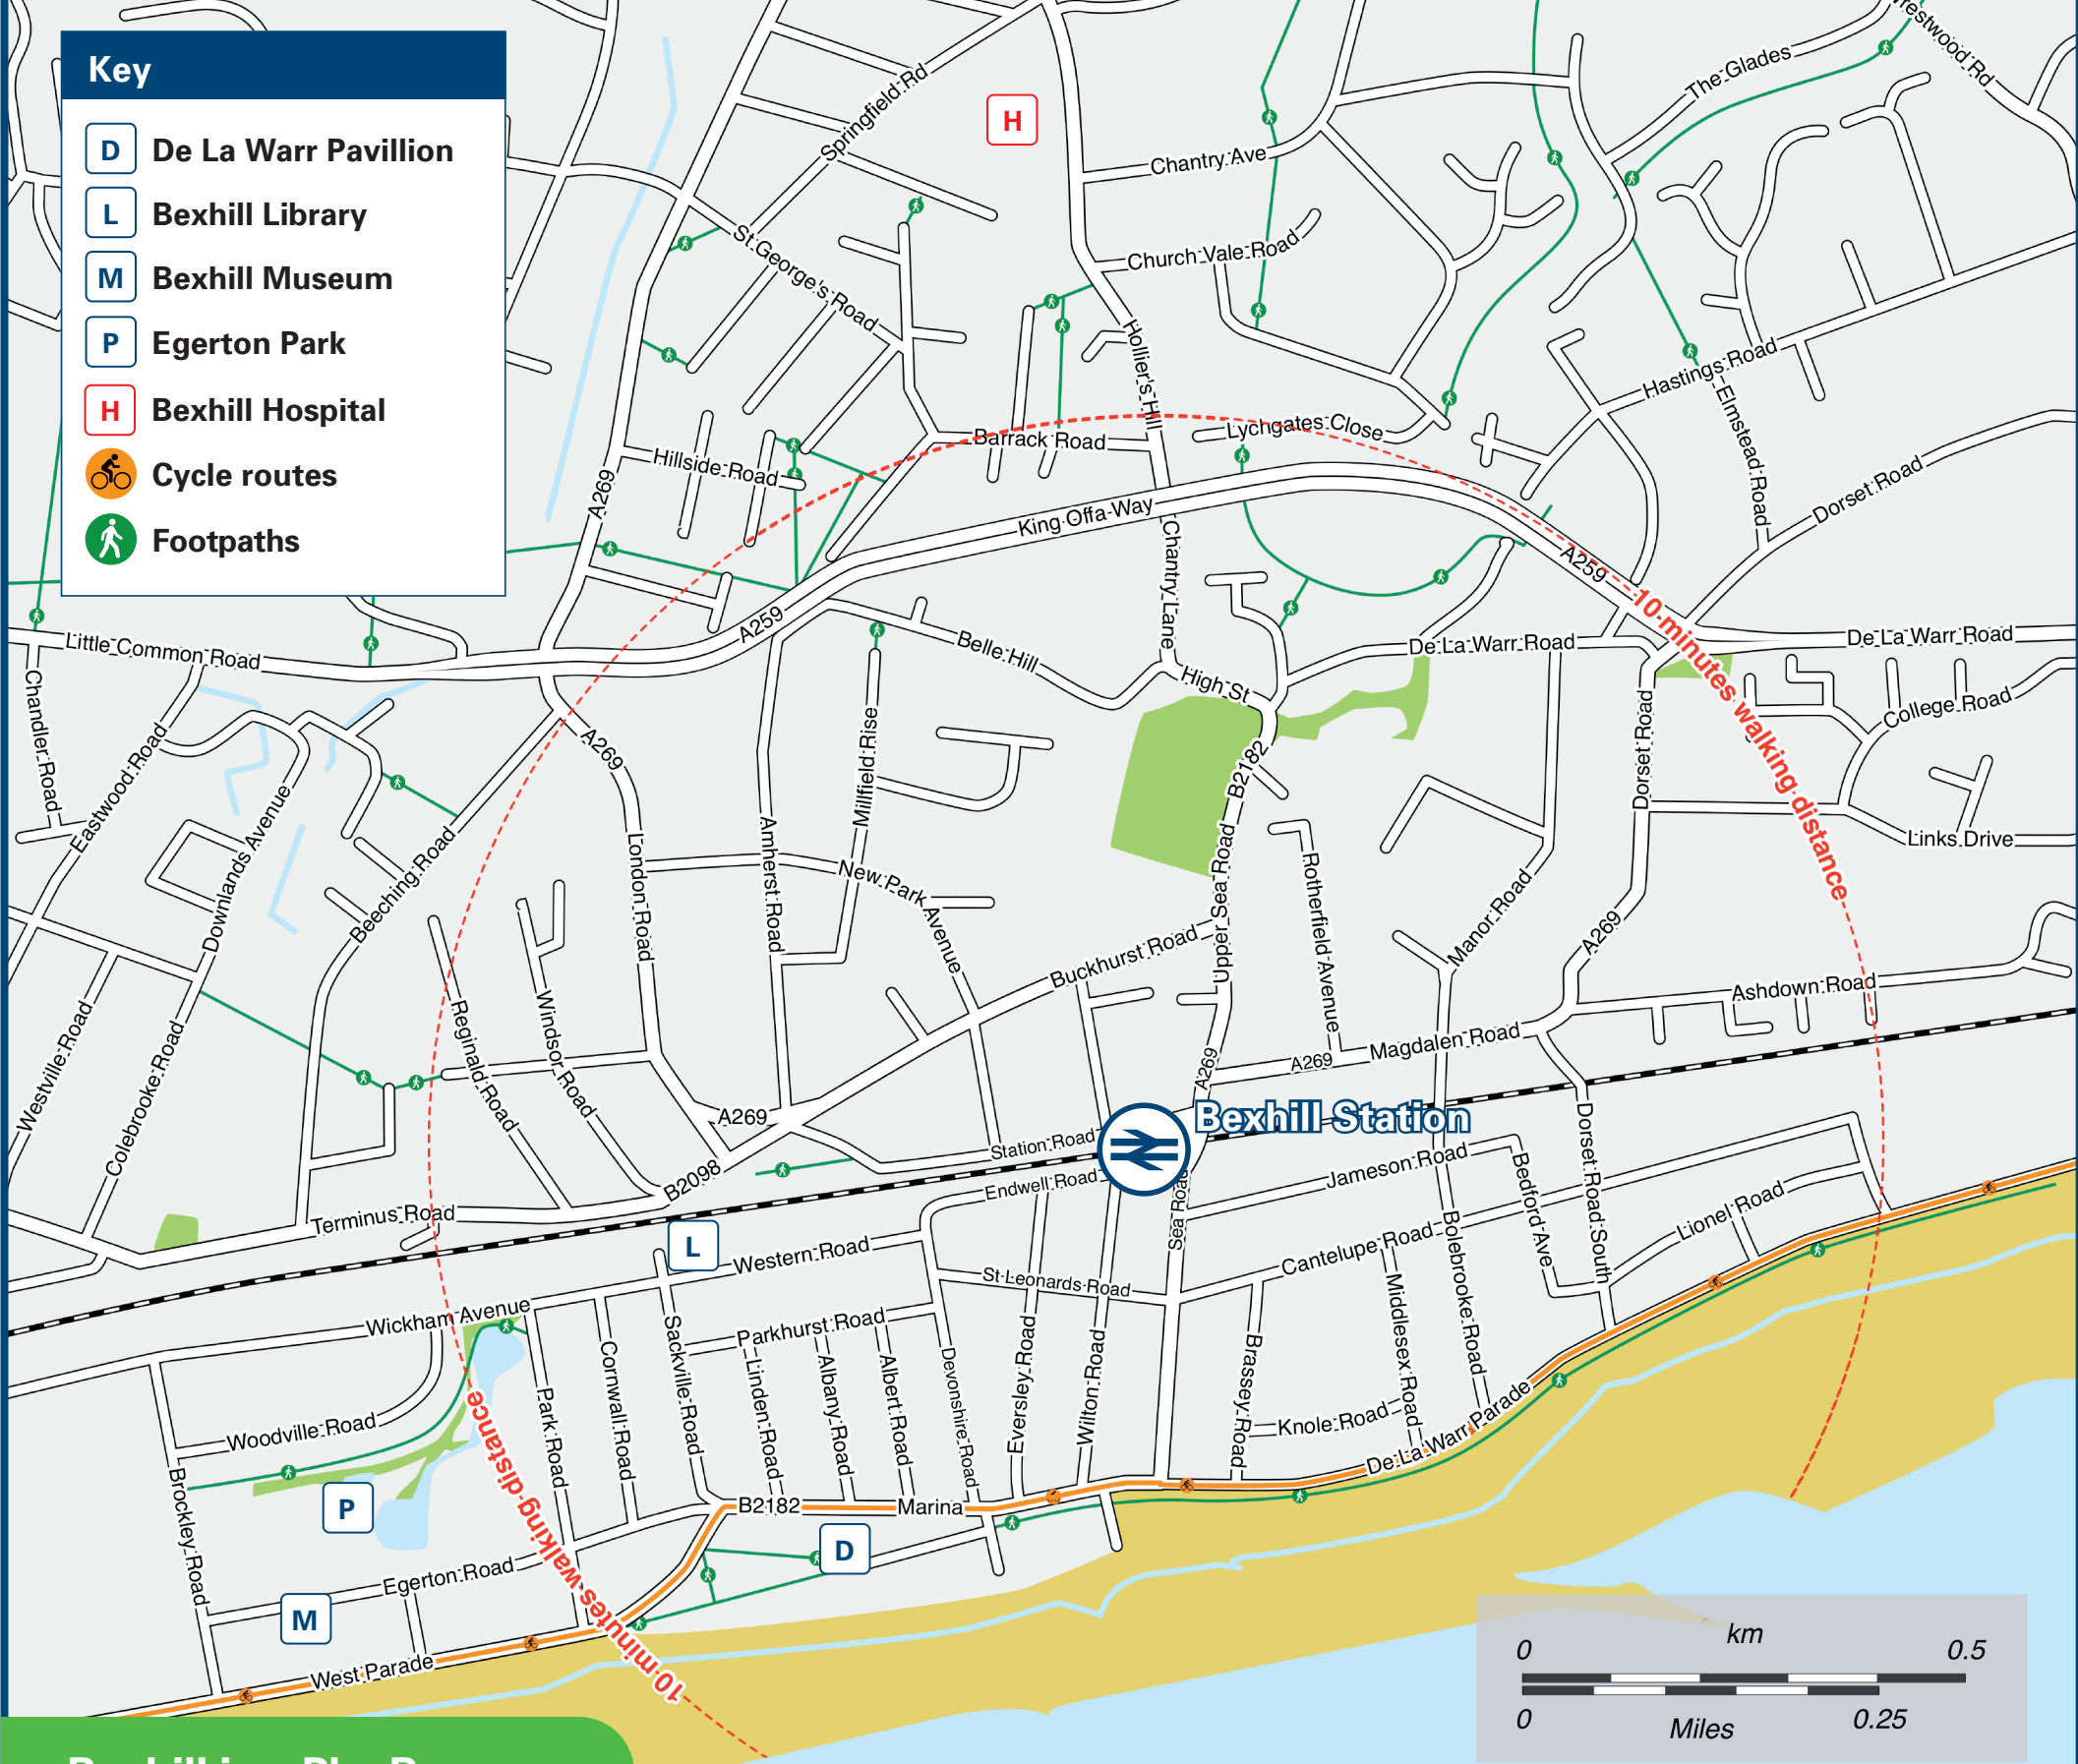 Key
D De La Warr Pavillion
L Bexhill Library
M Bexhill Museum
P Egerton Park
H Bexhill Hospital
Cycle routes
Footpaths
Springfield Rd
H
Chantry Ave
The Glades
Westwood Rd
Church Vale Road
St George's Road
Hollier's Hill
Hastings Road
Elmstead Road
Lychgates Close
Barrack Road
Hillside Road
A269
King Offa Way
Dorset Road
Chantry Lane
A259
A259
10 minutes walking distance
Little Common Road
Belle Hill
High St
De La Warr Road
De La Warr Road
Chandler Road
Eastwood Road
A269
Millfield Rise
B2182
Dorset Road
College Road
Links Drive
Downlands Avenue
Beeching Road
London Road
Amherst Road
New Park Avenue
Upper Sea Road
Rotherfield Avenue
Manor Road
A269
Buckhurst Road
Ashdown Road
Westville Road
Colebrooke Road
Reginald Road
Windsor Road
A269
A269
A269
Magdalen Road
Bexhill Station
Station Road
B2098
Terminus Road
Endwell Road
Sea Road
Jameson Road
Bedford Ave
Dorset Road South
Lionel Road
L
Western Road
St Leonards Road
Cantelupe Road
Bolebrooke Road
Middlesex Road
Wickham Avenue
Sackville Road
Parkhurst Road
Cornwall Road
Park Road
Linden Road
Albany Road
Albert Road
Devonshire Road
Eversley Road
Wilton Road
Brassey Road
Knole Road
De La Warr Parade
Woodville Road
Brockley Road
P
B2182
Marina
D
Egerton Road
M
West Parade
10 minutes walking distance
km
0 0.5
0 0.25
Miles